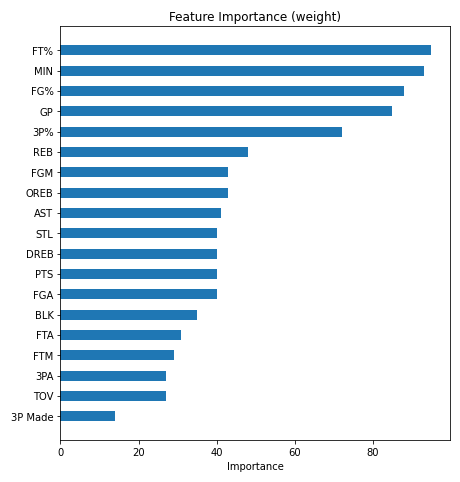 Feature Importance (weight)
FT%
MIN
FG%
GP
3P%
REB
FGM
OREB
AST
STL
DREB
PTS
FGA
BLK
FTA
FTM
3PA
TOV
3P Made
0 20 40 60 80
Importance